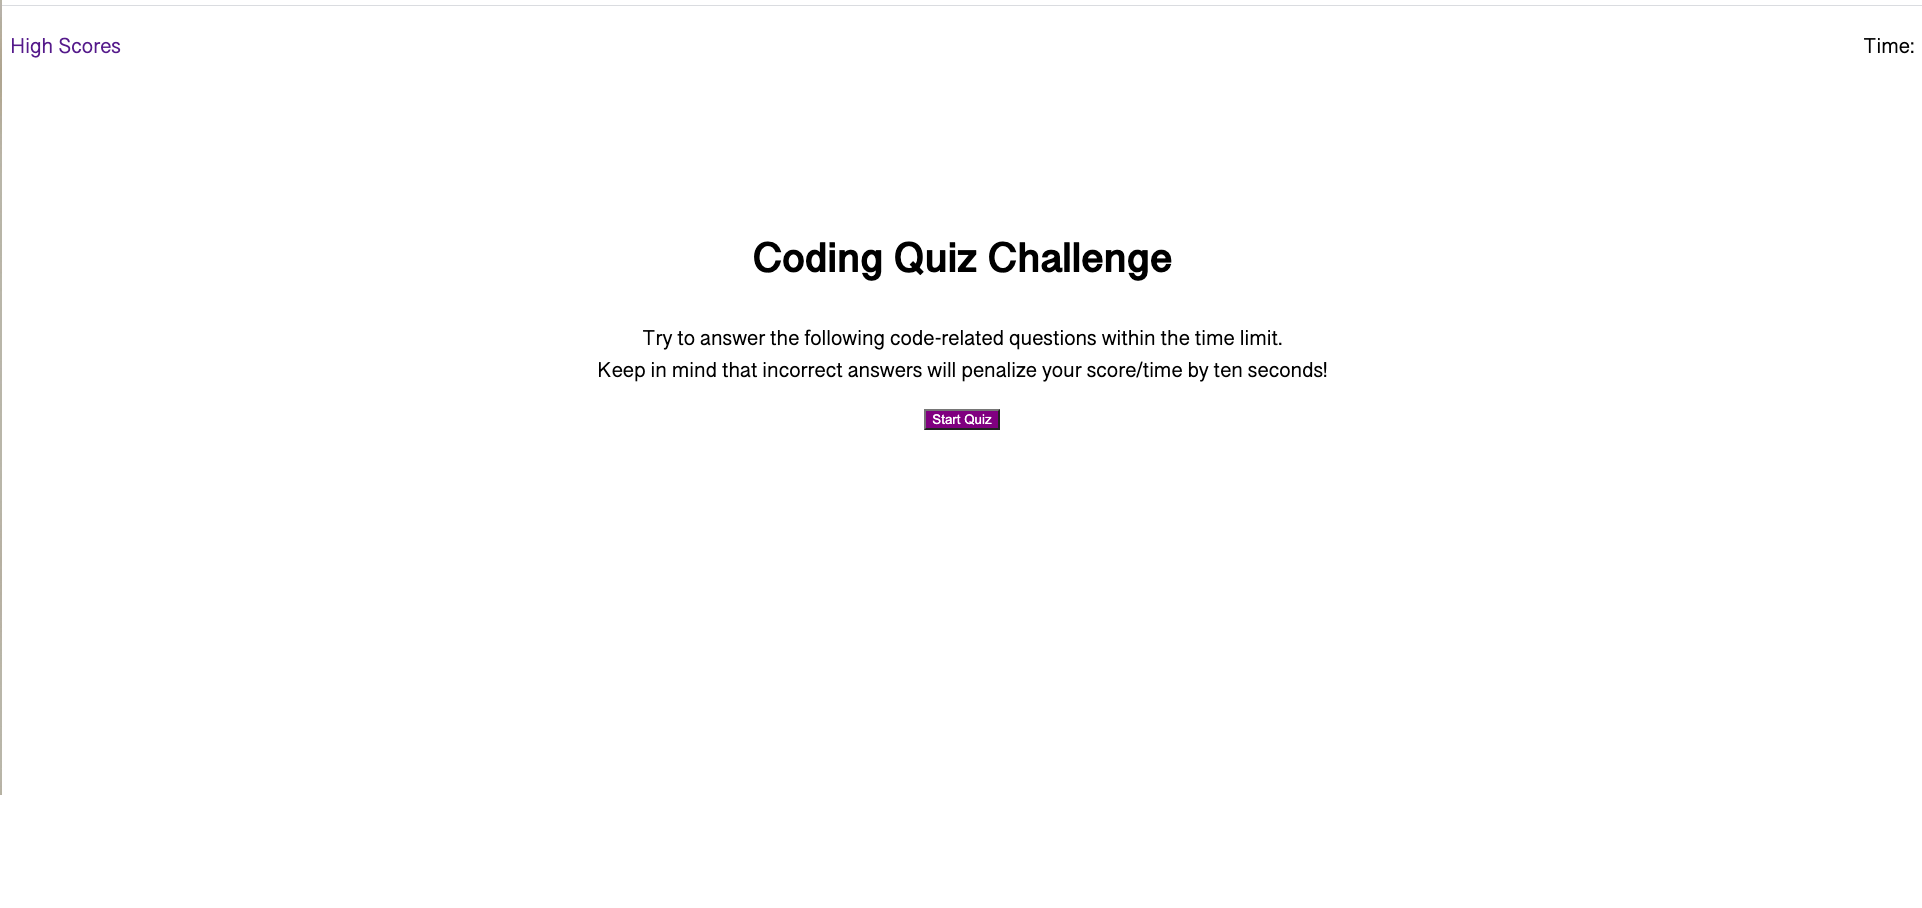 High Scores
Time:
Coding Quiz Challenge
Try to answer the following code-related questions within the time limit.
Keep in mind that incorrect answers will penalize your score/time by ten seconds!
Start Quiz